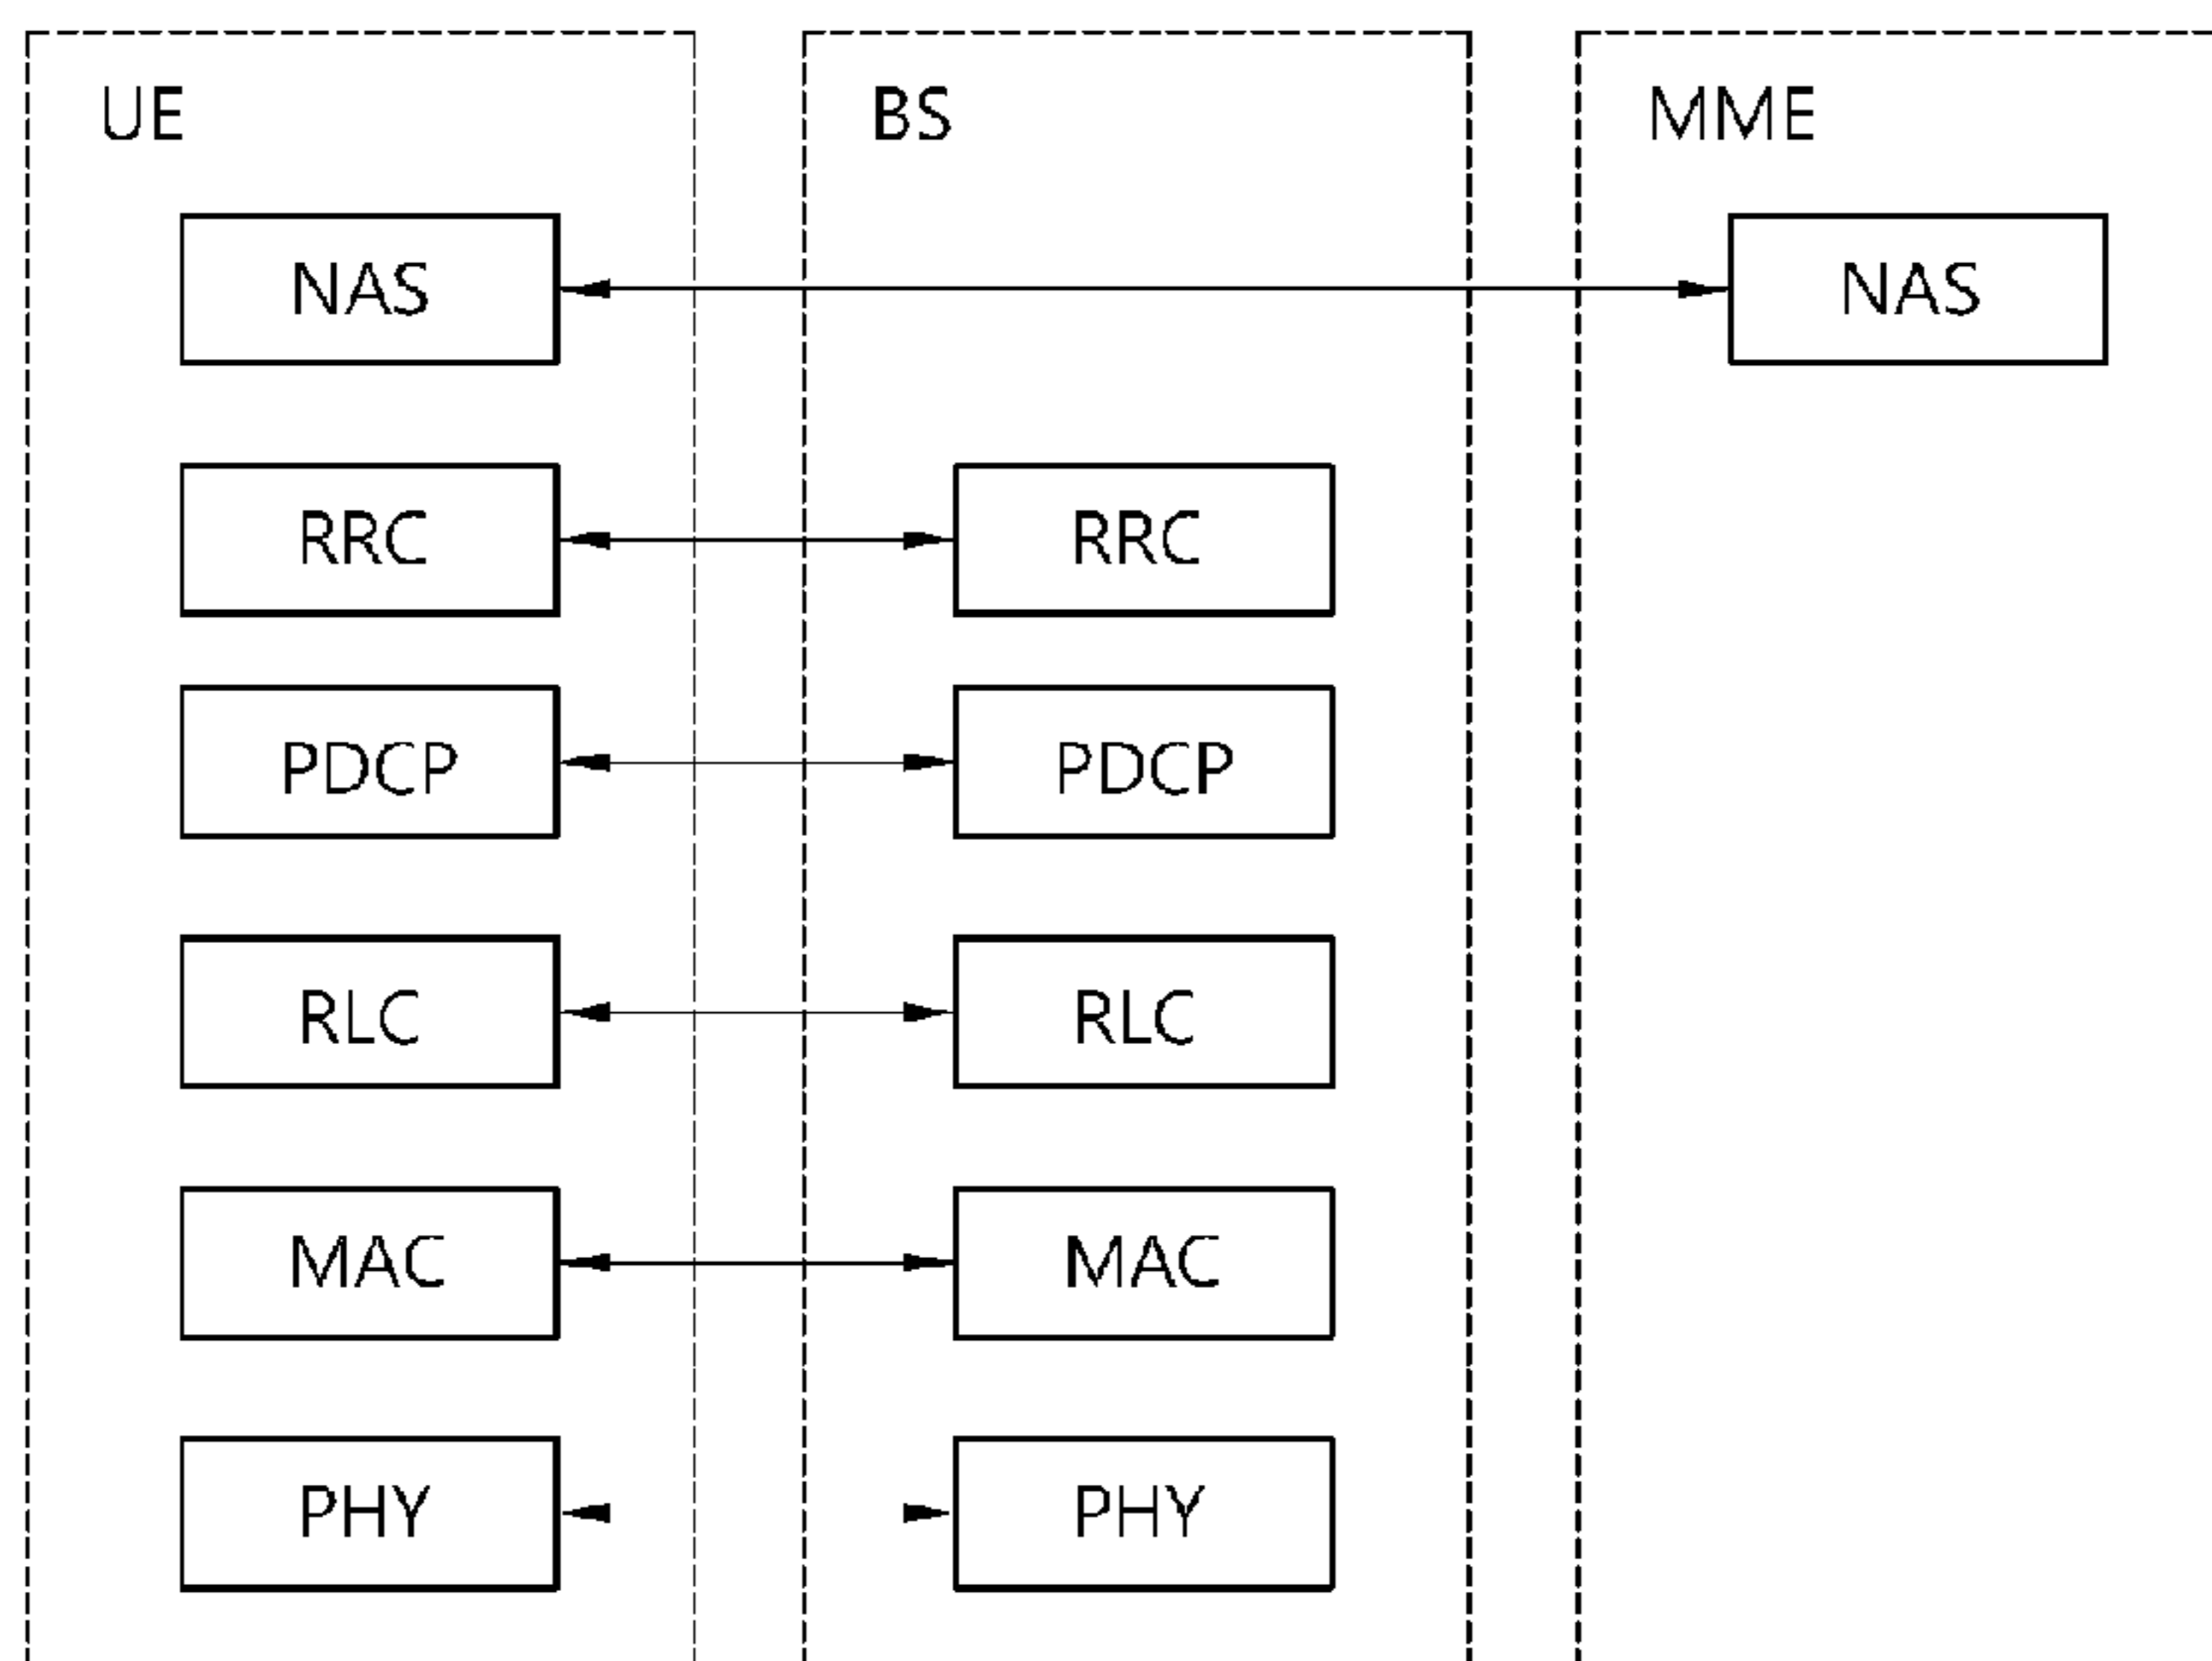 UE BS MME
NAS NAS
RRC RRC
PDCP PDCP
RLC RLC
MAC MAC
PHY PHY